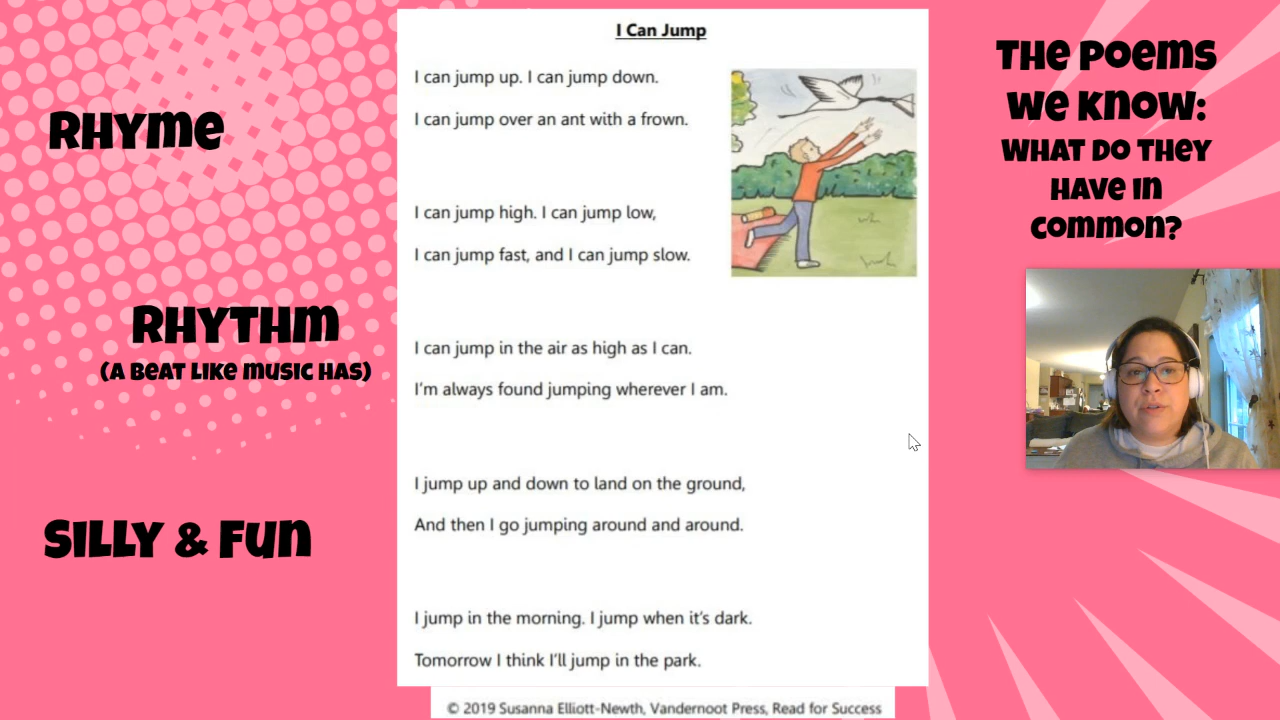 RHYME
RHYTHM
(A BEAT LIKE MUSIC HAS)
SILLY & FUN
I Can Jump
I can jump up. I can jump down.
I can jump over an ant with a frown.
I can jump high. I can jump low,
I can jump fast, and I can jump slow.
I can jump in the air as high as I can.
I'm always found jumping wherever I am.
I jump up and down to land on the ground,
And then I go jumping around and around.
I jump in the morning. I jump when it's dark.
Tomorrow I think I'll jump in the park.
© 2019 Susanna Elliott-Newth, Vandernoot Press, Read for Success
THE POEMS
WE KNOW:
WHAT DO THEY
HAVE IN
COMMON?